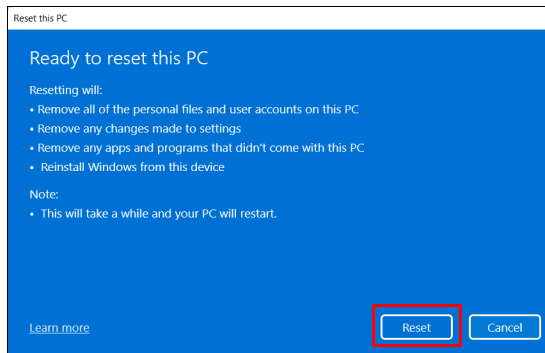 Reset this PC
Ready to reset this PC
Resetting will:
• Remove all of the personal files and user accounts on this PC
• Remove any changes made to settings
• Remove any apps and programs that didn't come with this PC
• Reinstall Windows from this device
Note:
• This will take a while and your PC will restart.
Learn more
Reset
Cancel